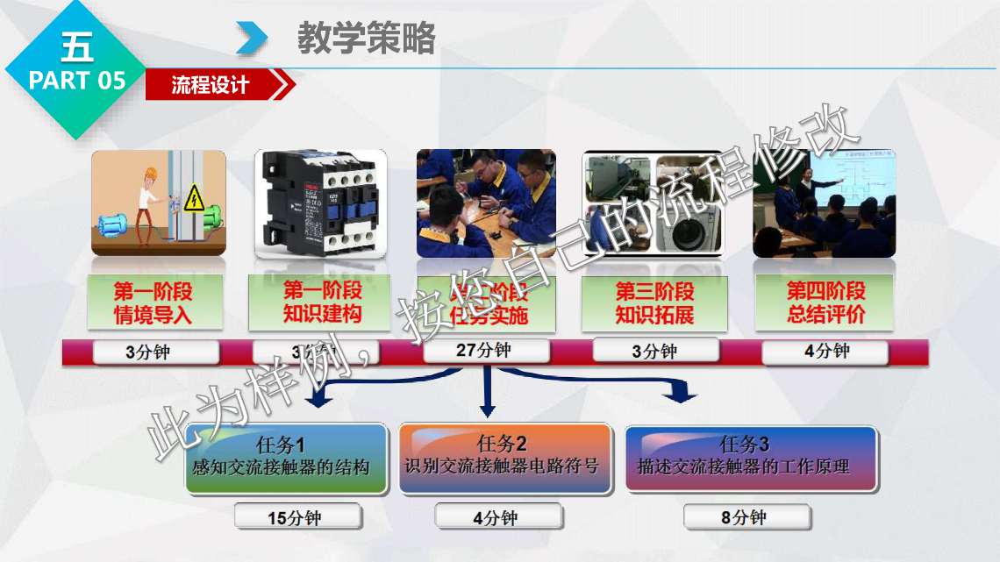 五
PART 05
教学策略
流程设计
第一阶段
情境导入
第一阶段
知识建构
第二阶段
任务实施
第三阶段
知识拓展
第四阶段
总结评价
3分钟
3分钟
27分钟
3分钟
4分钟
此为样例，按您自己的流程修改
任务1
感知交流接触器的结构
任务2
识别交流接触器电路符号
任务3
描述交流接触器的工作原理
15分钟
4分钟
8分钟